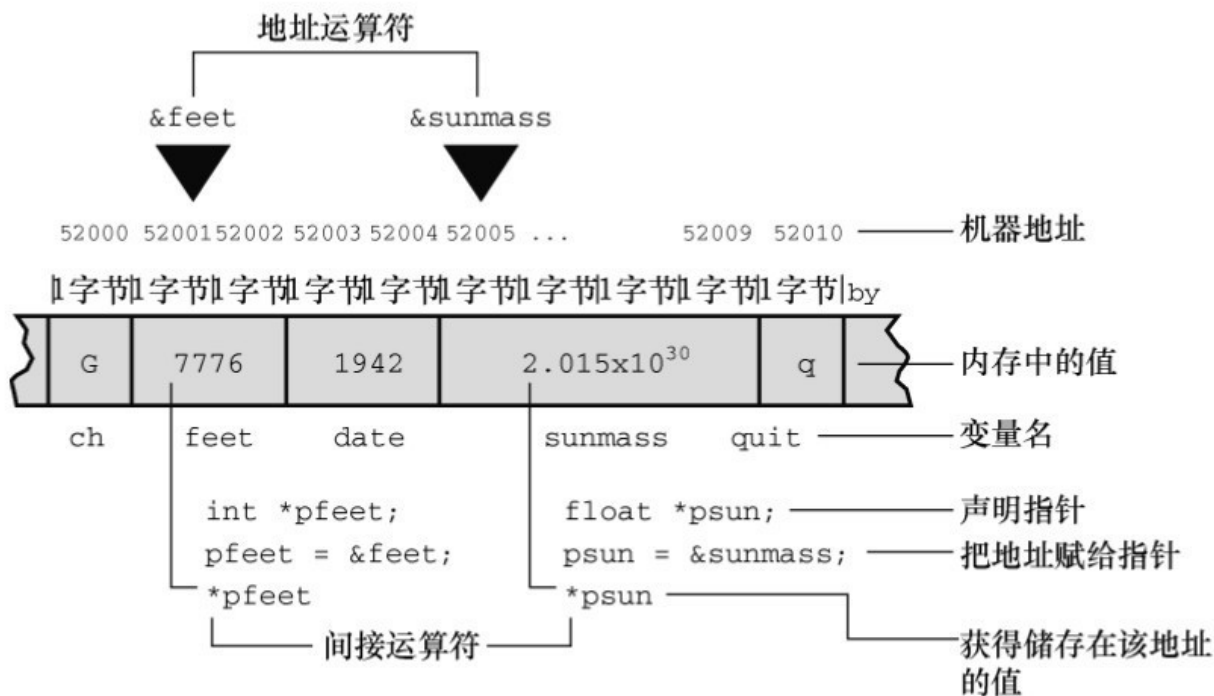 地址运算符
&feet &sunmass
52000 52001 52002 52003 52004 52005 ... 52009 52010 机器地址
|1字节|1字节|1字节|1字节|1字节|1字节|1字节|1字节|1字节|1字节|by
G 7776 1942 2.015x10³⁰ q 内存中的值
ch feet date sunmass quit 变量名
int *pfeet; float *psun; 声明指针
pfeet = &feet; psun = &sunmass; 把地址赋给指针
*pfeet *psun
间接运算符 获得储存在该地址
的值